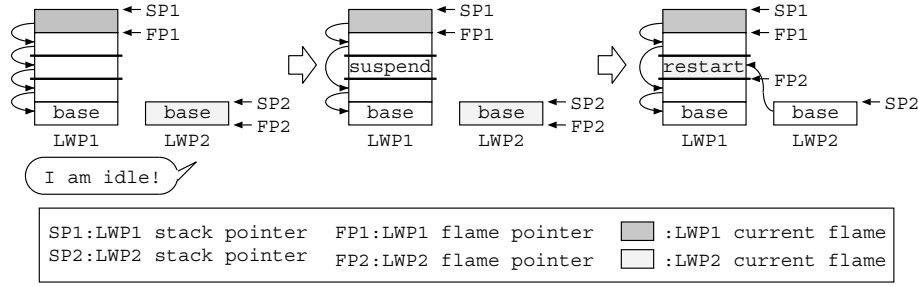 SP1
FP1
base
LWP1
base
LWP2
SP2
FP2
I am idle!
SP1
FP1
suspend
base
LWP1
base
LWP2
SP2
FP2
SP1
FP1
restart
FP2
base
LWP1
base
LWP2
SP2
SP1:LWP1 stack pointer
SP2:LWP2 stack pointer
FP1:LWP1 flame pointer
FP2:LWP2 flame pointer
:LWP1 current flame
:LWP2 current flame